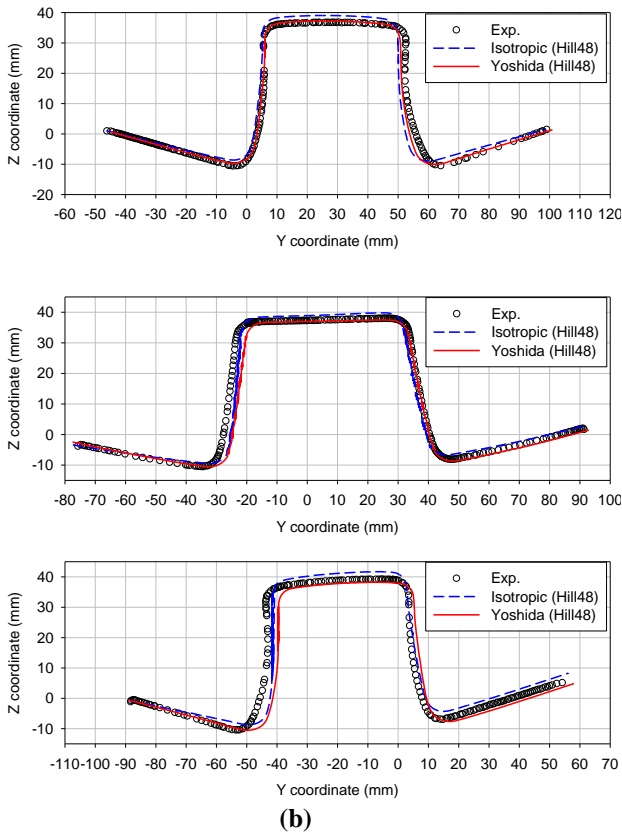 40
30
20
10
0
-10
-20
Z coordinate (mm)
Exp.
Isotropic (Hill48)
Yoshida (Hill48)
-60 -50 -40 -30 -20 -10 0 10 20 30 40 50 60 70 80 90 100 110 120
Y coordinate (mm)
40
30
20
10
0
-10
Z coordinate (mm)
Exp.
Isotropic (Hill48)
Yoshida (Hill48)
-80 -70 -60 -50 -40 -30 -20 -10 0 10 20 30 40 50 60 70 80 90 100
Y coordinate (mm)
40
30
20
10
0
-10
Z coordinate (mm)
Exp.
Isotropic (Hill48)
Yoshida (Hill48)
-110-100 -90 -80 -70 -60 -50 -40 -30 -20 -10 0 10 20 30 40 50 60 70
Y coordinate (mm)
(b)